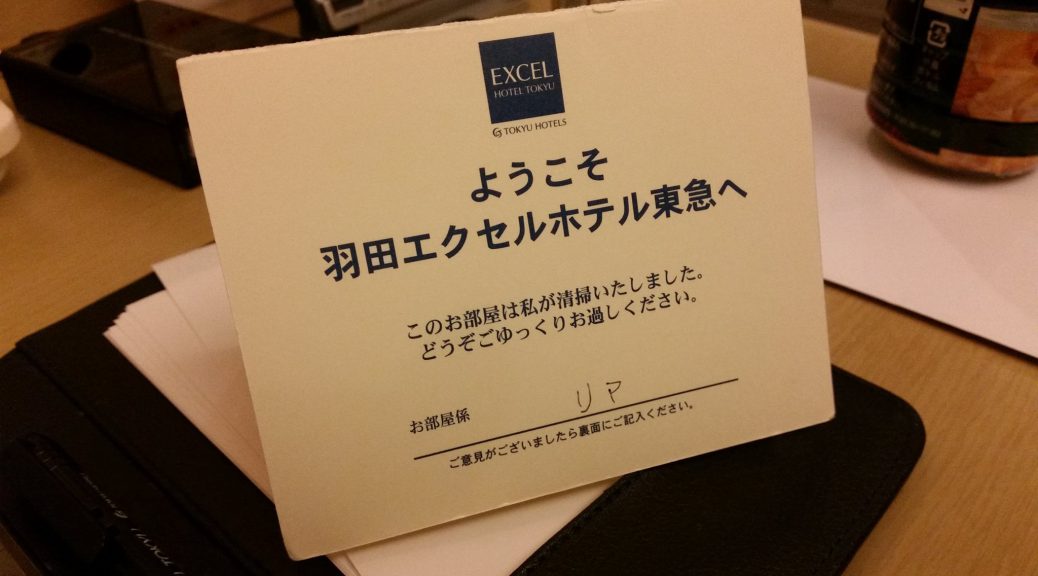 EXCEL
HOTEL TOKYU
TOKYU HOTELS
ようこそ
羽田エクセルホテル東急へ
このお部屋は私が清掃いたしました。
どうぞごゆっくりお過しください。
お部屋係 リマ
ご意見がございましたら裏面にご記入ください。